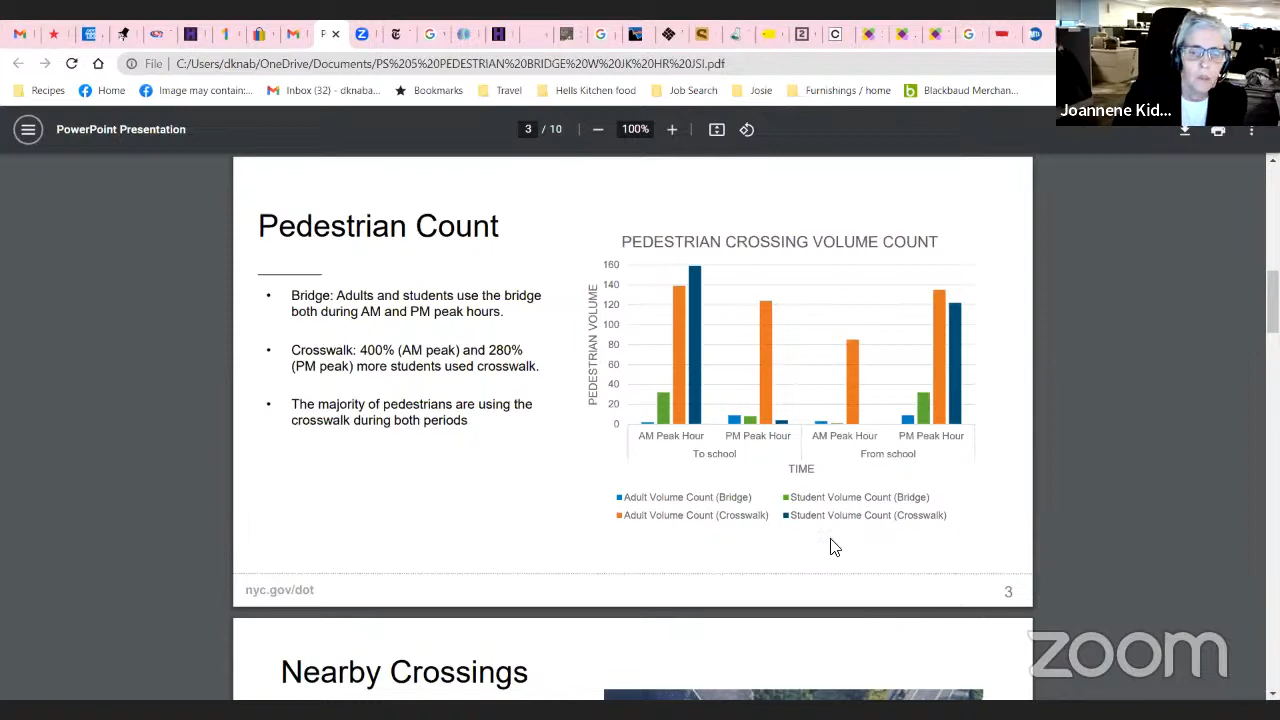 File
C:/Users/dknab/OneDrive/Documents/PS%205%20PEDESTRIAN%20BRIDGE%20W%20JK%20HR%20JSI.pdf
Recipes
Home
Image may contain:...
Inbox (32) - dknaba...
Bookmarks
Travel
Hells Kitchen food
Job Search
Josie
Furnishings / home
Blackbaud Merchan...
Joannene Kid...
PowerPoint Presentation
3 / 10
100%
Pedestrian Count
• Bridge: Adults and students use the bridge
both during AM and PM peak hours.
• Crosswalk: 400% (AM peak) and 280%
(PM peak) more students used crosswalk.
• The majority of pedestrians are using the
crosswalk during both periods
PEDESTRIAN CROSSING VOLUME COUNT
PEDESTRIAN VOLUME
160
140
120
100
80
60
40
20
0
AM Peak Hour
PM Peak Hour
AM Peak Hour
PM Peak Hour
To school
From school
TIME
Adult Volume Count (Bridge)
Student Volume Count (Bridge)
Adult Volume Count (Crosswalk)
Student Volume Count (Crosswalk)
nyc.gov/dot
3
Nearby Crossings
zoom